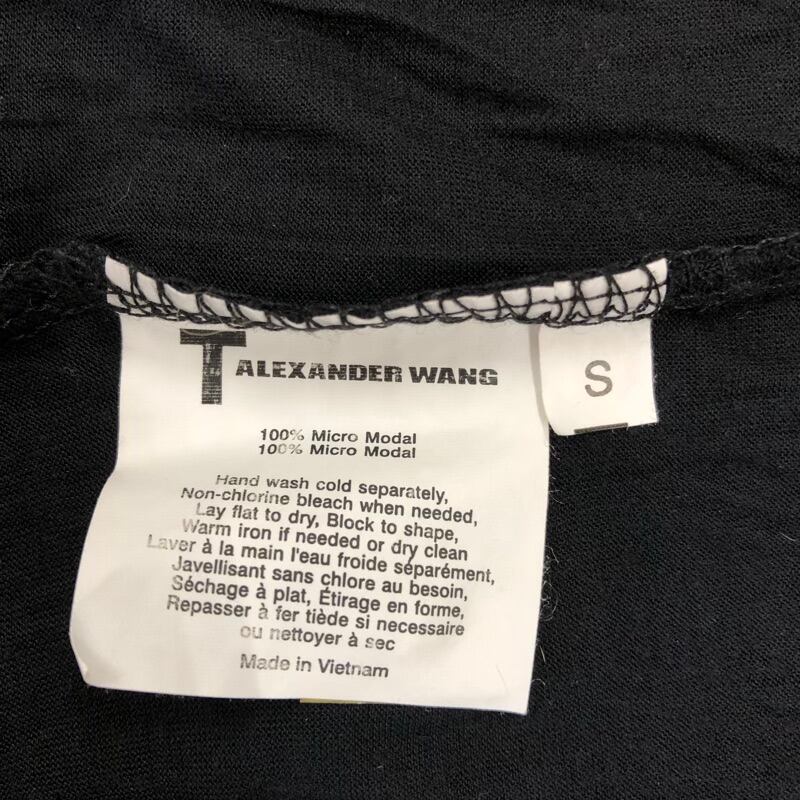 T ALEXANDER WANG
S
100% Micro Modal
100% Micro Modal
Hand wash cold separately,
Non-chlorine bleach when needed,
Lay flat to dry, Block to shape,
Warm iron if needed or dry clean
Laver à la main l'eau froide séparément,
Javellisant sans chlore au besoin,
Séchage à plat, Étirage en forme,
Repasser à fer tiède si necessaire
ou nettoyer à sec
Made in Vietnam